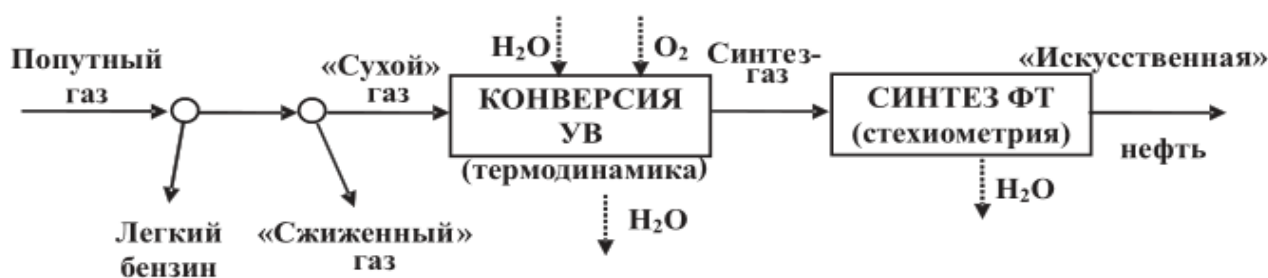 Попутный
газ
«Сухой»
газ
H₂O
O₂
Синтез-
газ
«Искусственная»
нефть
КОНВЕРСИЯ
УВ
(термодинамика)
СИНТЕЗ ФТ
(стехиометрия)
H₂O
H₂O
Легкий
бензин
«Сжиженный»
газ